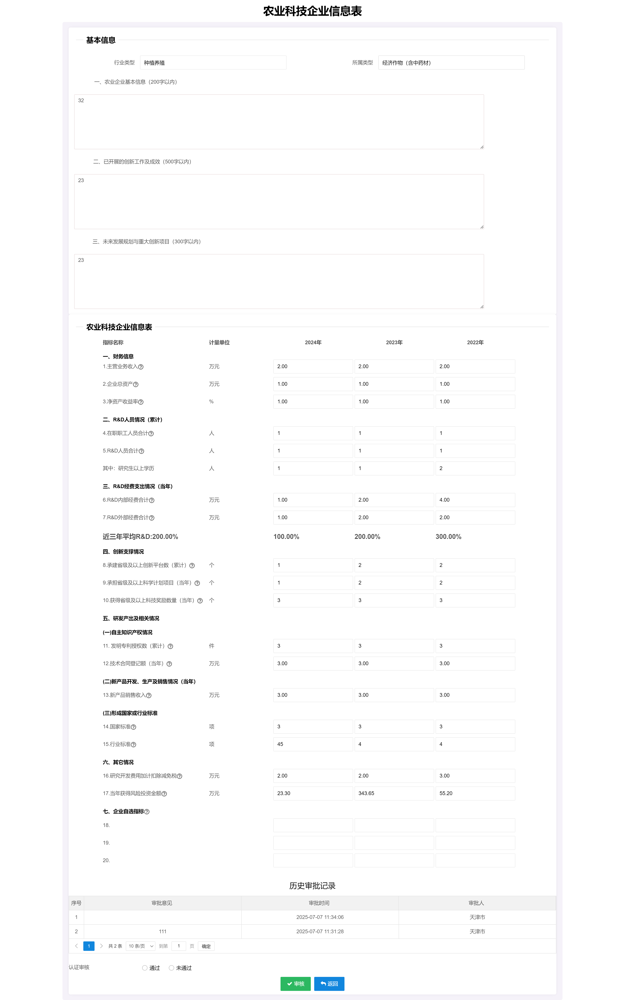 农业科技企业信息表
基本信息
行业类型 种植养殖 所属类型 经济作物（含中药材）
一、农业企业基本信息（200字以内）
32
二、已开展的创新工作及成效（500字以内）
23
三、未来发展规划与重大创新项目（300字以内）
23
农业科技企业信息表
指标名称 计量单位 2024年 2023年 2022年
一、财务信息
1.主营业务收入 万元 2.00 2.00 2.00
2.企业总资产 万元 1.00 1.00 1.00
3.净资产收益率 % 1.00 1.00 1.00
二、R&D人员情况（累计）
4.在职职工人员合计 人 1 1 1
5.R&D人员合计 人 1 1 1
其中：研究生以上学历 人 1 1 2
三、R&D经费支出情况（当年）
6.R&D内部经费合计 万元 1.00 2.00 4.00
7.R&D外部经费合计 万元 1.00 2.00 2.00
近三年平均R&D:200.00% 100.00% 200.00% 300.00%
四、创新支撑情况
8.承建省级及以上创新平台数（累计） 个 1 2 2
9.承担省级及以上科学计划项目（当年） 个 1 2 2
10.获得省级及以上科技奖励数量（当年） 个 3 3 3
五、研发产出及相关情况
(一)自主知识产权情况
11. 发明专利授权数（累计） 件 3 3 3
12.技术合同登记额（当年） 万元 3.00 3.00 3.00
(二)新产品开发、生产及销售情况（当年）
13.新产品销售收入 万元 3.00 3.00 3.00
(三)形成国家或行业标准
14.国家标准 项 3 3 3
15.行业标准 项 45 4 4
六、其它情况
16.研究开发费用加计扣除减免税 万元 2.00 2.00 3.00
17.当年获得风险投资金额 万元 23.30 343.65 55.20
七、企业自选指标
18.
19.
20.
历史审批记录
序号 审批意见 审批时间 审批人
1 2025-07-07 11:34:06 天津市
2 111 2025-07-07 11:31:28 天津市
1 共 2 条 10 条/页 到第 1 页 确定
认证审核 通过 未通过
审核 返回